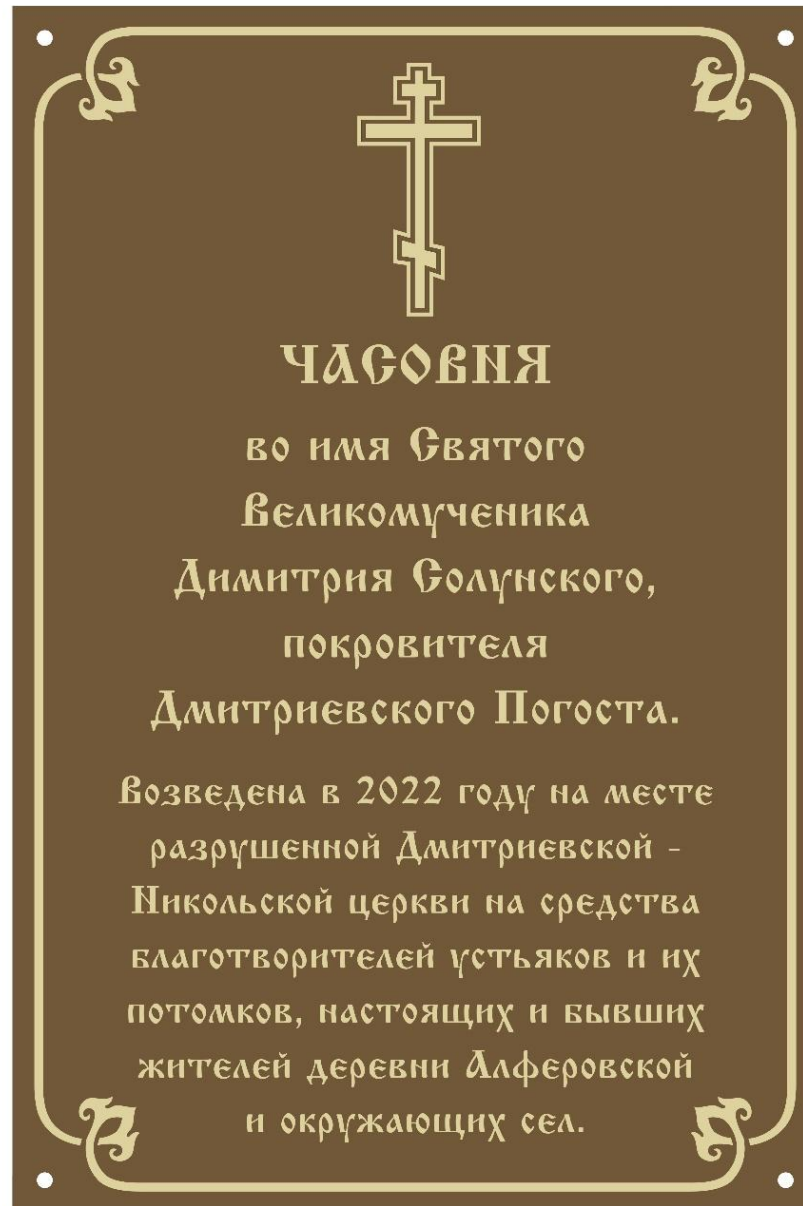 ЧАСОВНЯ
во имя Святого
Великомученика
Димитрия Солунского,
покровителя
Дмитриевского Погоста.
Возведена в 2022 году на месте
разрушенной Дмитриевской -
Никольской церкви на средства
благотворителей устьяков и их
потомков, настоящих и бывших
жителей деревни Алферовской
и окружающих сел.